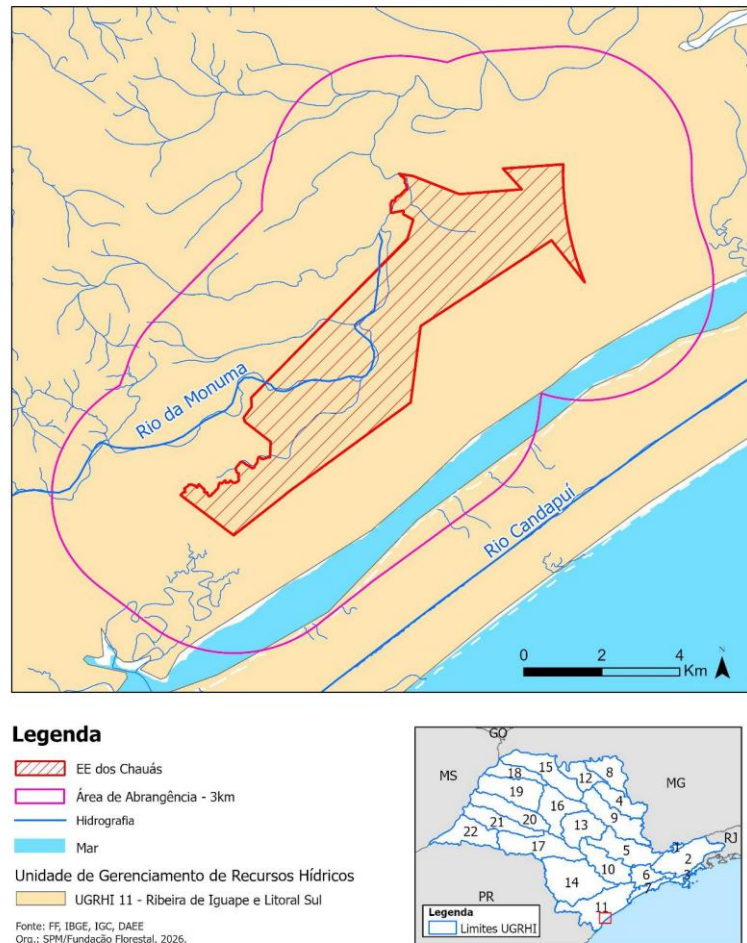 Rio da Monuma
Rio Candapuí
0 2 4
Km
N
Legenda
EE dos Chauás
Área de Abrangência - 3km
Hidrografia
Mar
Unidade de Gerenciamento de Recursos Hídricos
UGRHI 11 - Ribeira de Iguape e Litoral Sul
Fonte: FF, IBGE, IGC, DAEE
Org.: SPM/Fundação Florestal, 2026.
GO
MS
MG
RJ
PR
18 15 12 8
19 16 4
9
22 21 20 13
17 5 1
2
14 10 6 3
7
11
Legenda
Limites UGRHI